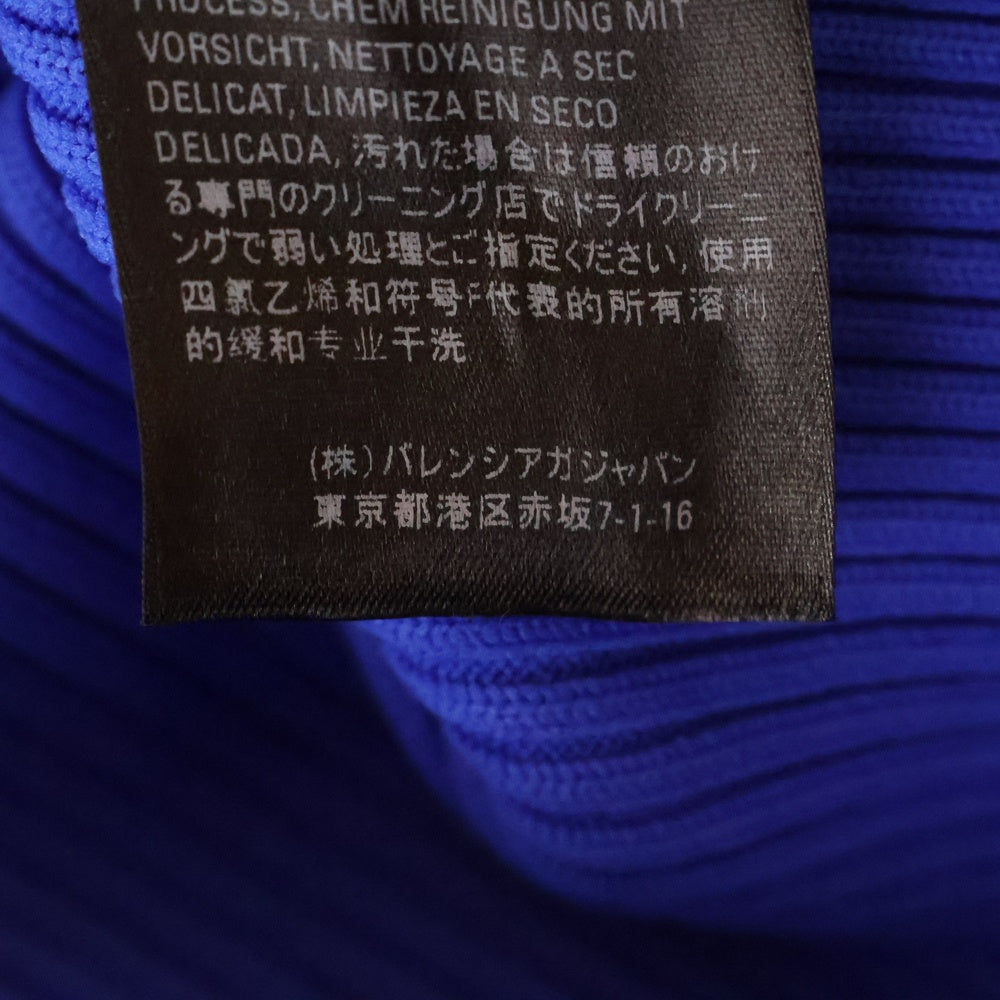 PROCESS, CHEM REINIGUNG MIT
VORSICHT, NETTOYAGE A SEC
DELICAT, LIMPIEZA EN SECO
DELICADA, 汚れた場合は信頼のおけ
る専門のクリーニング店でドライクリーニ
ングで弱い処理とご指定ください, 使用
四氯乙烯和符号F代表的所有溶剂
的缓和专业干洗
(株)バレンシアガジャパン
東京都港区赤坂7-1-16